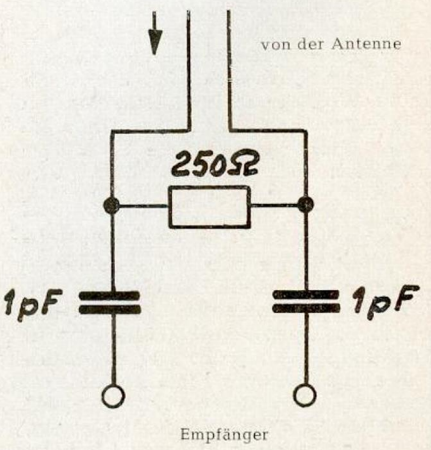 von der Antenne
250Ω
1pF
1pF
Empfänger